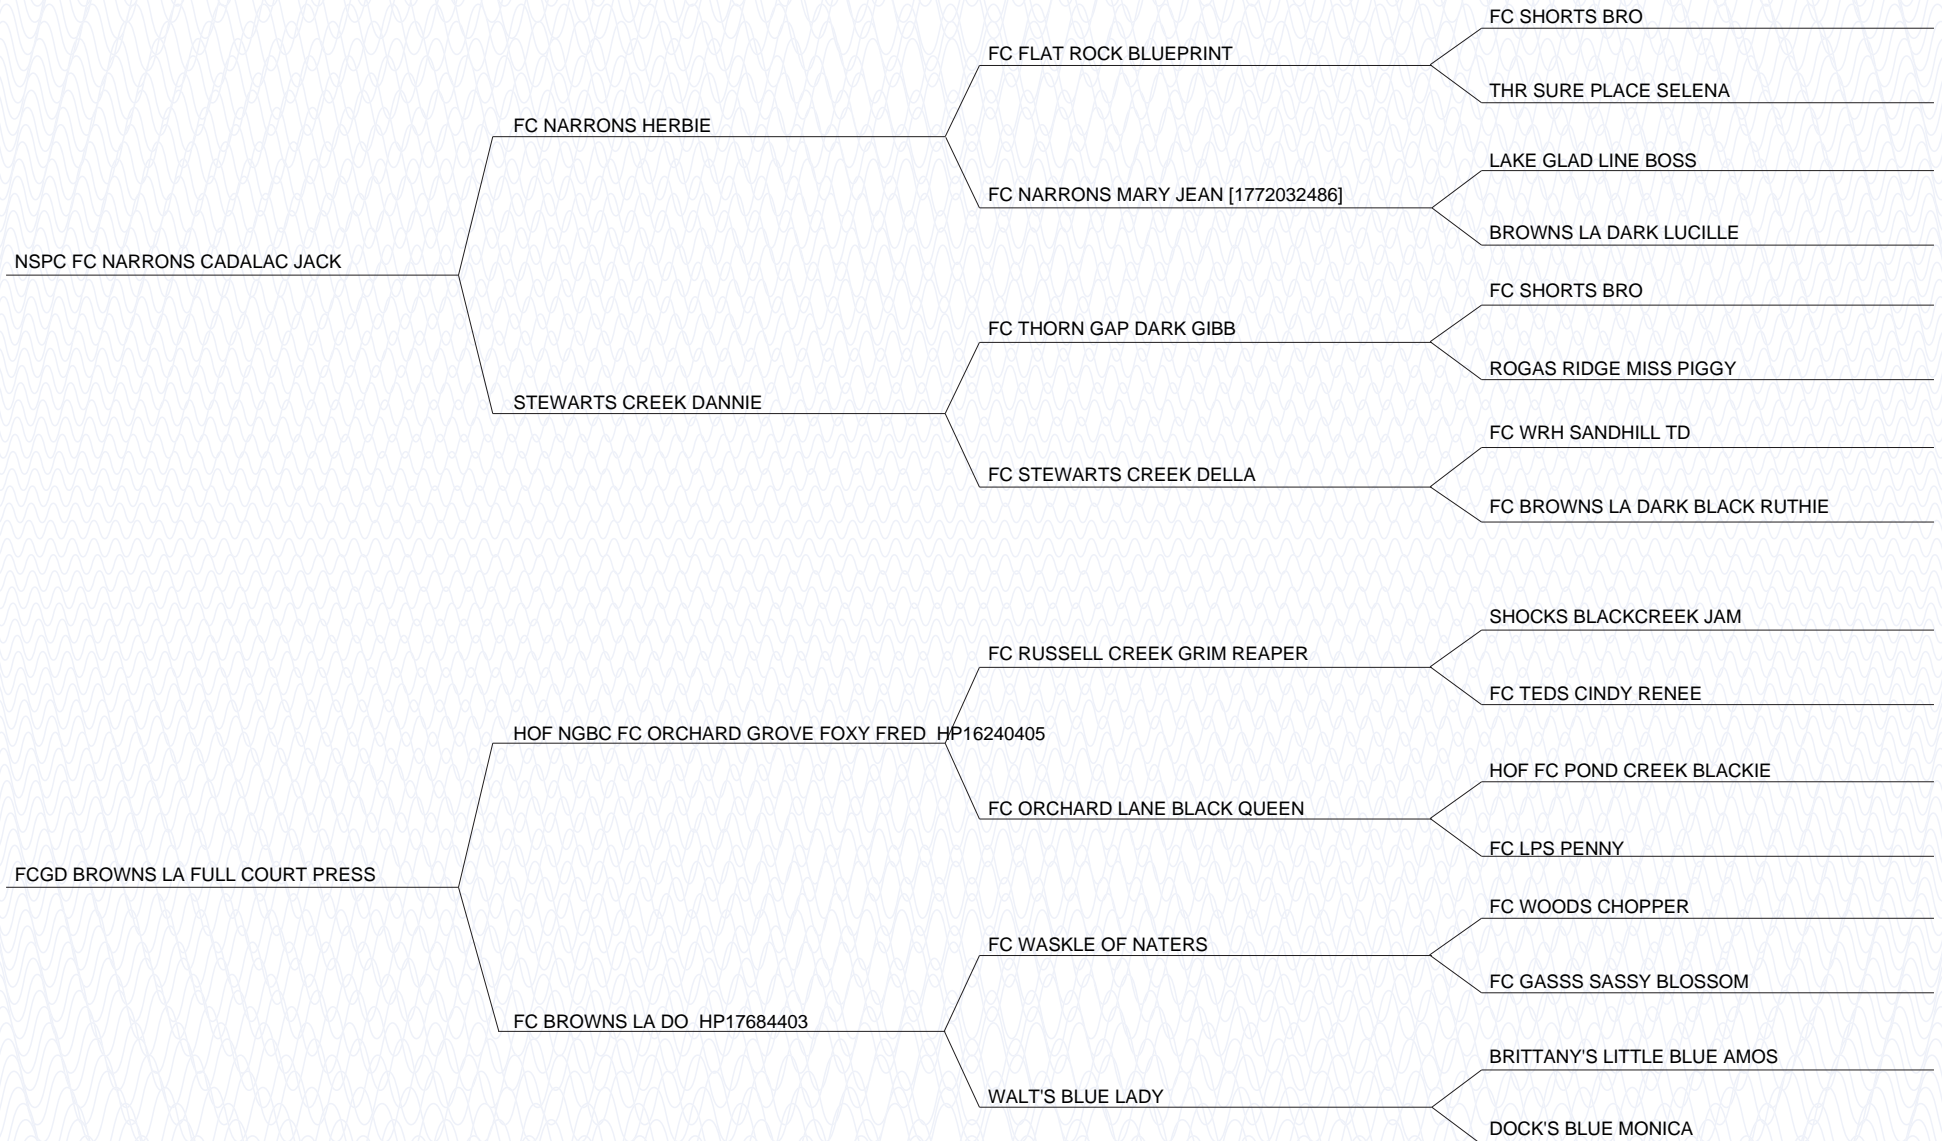 FC SHORTS BRO
FC FLAT ROCK BLUEPRINT
THR SURE PLACE SELENA
FC NARRONS HERBIE
LAKE GLAD LINE BOSS
FC NARRONS MARY JEAN [1772032486]
BROWNS LA DARK LUCILLE
NSPC FC NARRONS CADALAC JACK
FC SHORTS BRO
FC THORN GAP DARK GIBB
ROGAS RIDGE MISS PIGGY
STEWARTS CREEK DANNIE
FC WRH SANDHILL TD
FC STEWARTS CREEK DELLA
FC BROWNS LA DARK BLACK RUTHIE
SHOCKS BLACKCREEK JAM
FC RUSSELL CREEK GRIM REAPER
FC TEDS CINDY RENEE
HOF NGBC FC ORCHARD GROVE FOXY FRED  HP16240405
HOF FC POND CREEK BLACKIE
FC ORCHARD LANE BLACK QUEEN
FC LPS PENNY
FCGD BROWNS LA FULL COURT PRESS
FC WOODS CHOPPER
FC WASKLE OF NATERS
FC GASSS SASSY BLOSSOM
FC BROWNS LA DO  HP17684403
BRITTANY'S LITTLE BLUE AMOS
WALT'S BLUE LADY
DOCK'S BLUE MONICA